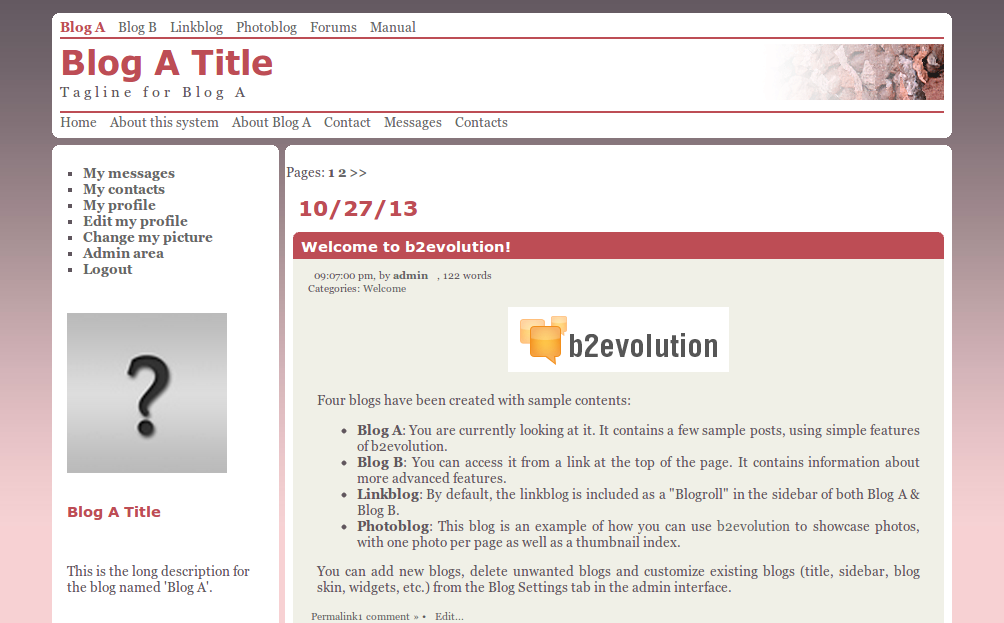 Blog A Blog B Linkblog Photoblog Forums Manual
Blog A Title
Tagline for Blog A
Home About this system About Blog A Contact Messages Contacts
My messages
My contacts
My profile
Edit my profile
Change my picture
Admin area
Logout
?
Blog A Title
This is the long description for
the blog named 'Blog A'.
Pages: 1 2 >>
10/27/13
Welcome to b2evolution!
09:07:00 pm, by admin , 122 words
Categories: Welcome
b2evolution
Four blogs have been created with sample contents:
• Blog A: You are currently looking at it. It contains a few sample posts, using simple features
of b2evolution.
• Blog B: You can access it from a link at the top of the page. It contains information about
more advanced features.
• Linkblog: By default, the linkblog is included as a "Blogroll" in the sidebar of both Blog A &
Blog B.
• Photoblog: This blog is an example of how you can use b2evolution to showcase photos,
with one photo per page as well as a thumbnail index.
You can add new blogs, delete unwanted blogs and customize existing blogs (title, sidebar, blog
skin, widgets, etc.) from the Blog Settings tab in the admin interface.
Permalink1 comment » • Edit...